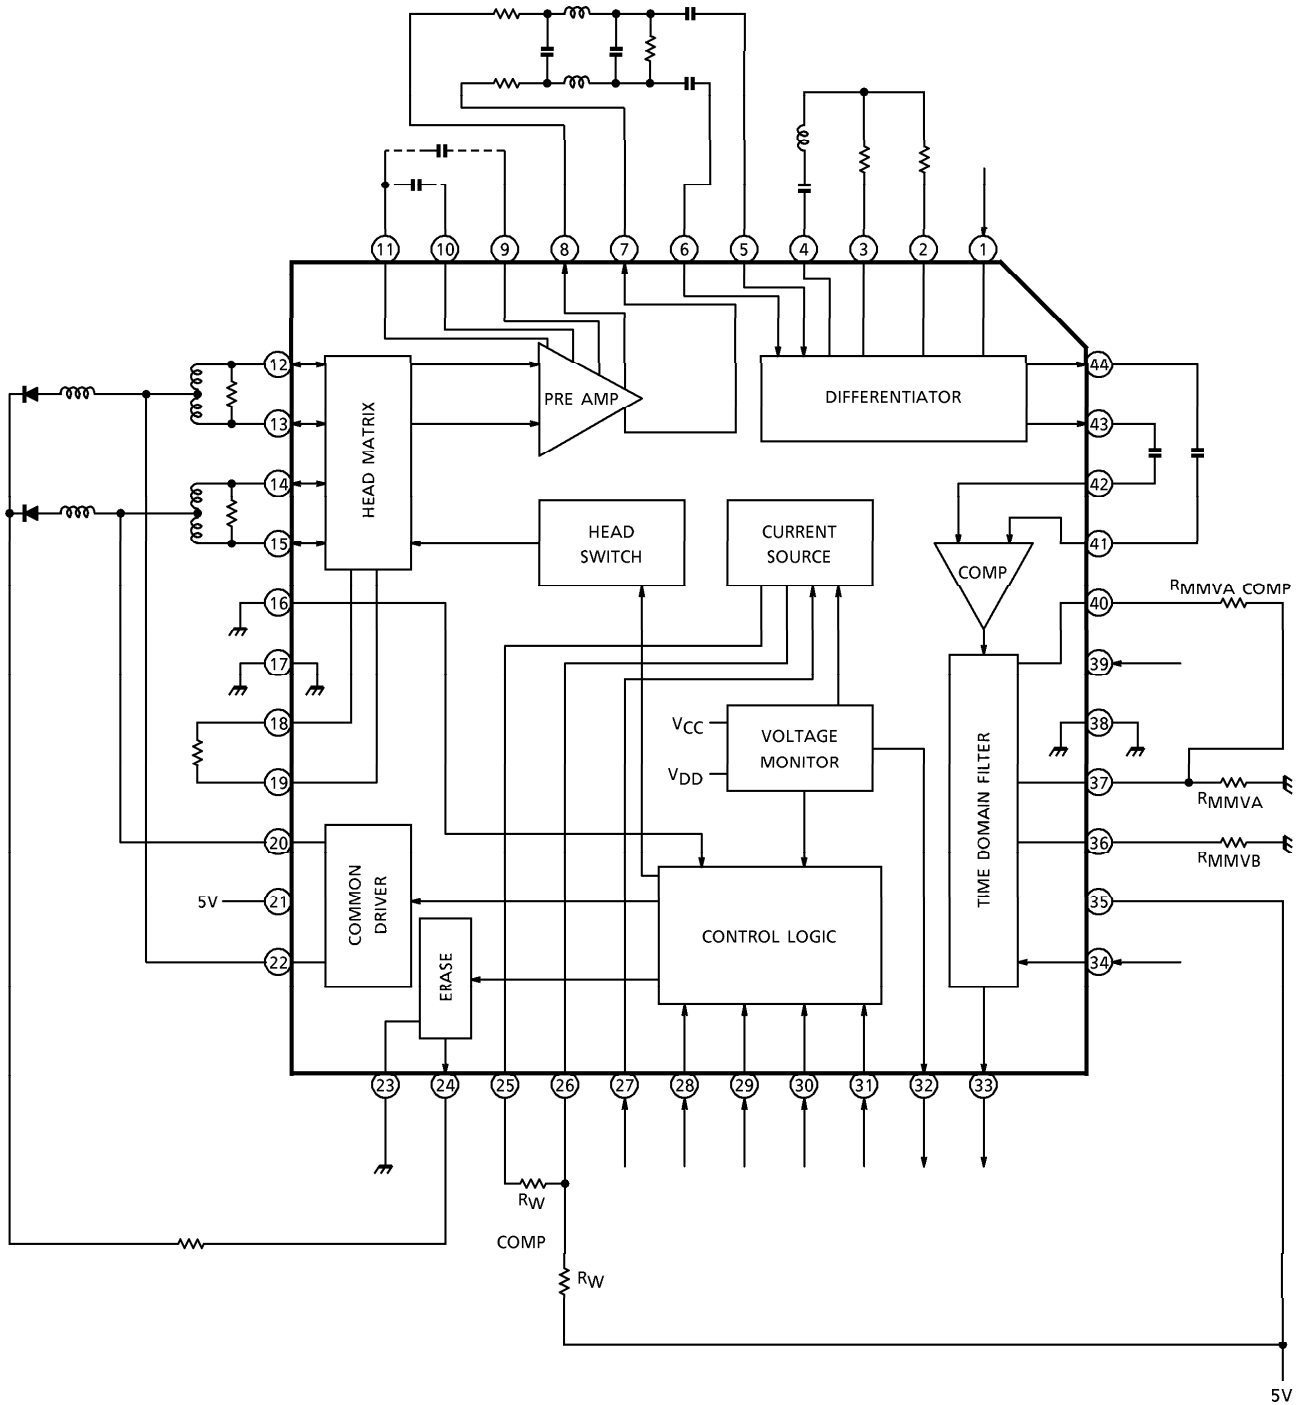 11 10 9 8 7 6 5 4 3 2 1
12
13
14
15
16
17
18
19
20
5V 21
22
HEAD MATRIX
PRE AMP
DIFFERENTIATOR
HEAD
SWITCH
CURRENT
SOURCE
COMP
VCC
VDD
VOLTAGE
MONITOR
TIME DOMAIN FILTER
COMMON
DRIVER
ERASE
CONTROL LOGIC
44
43
42
41
RMMVA COMP
40
39
38
37
RMMVA
36
RMMVB
35
34
23 24 25 26 27 28 29 30 31 32 33
RW
COMP
RW
5V